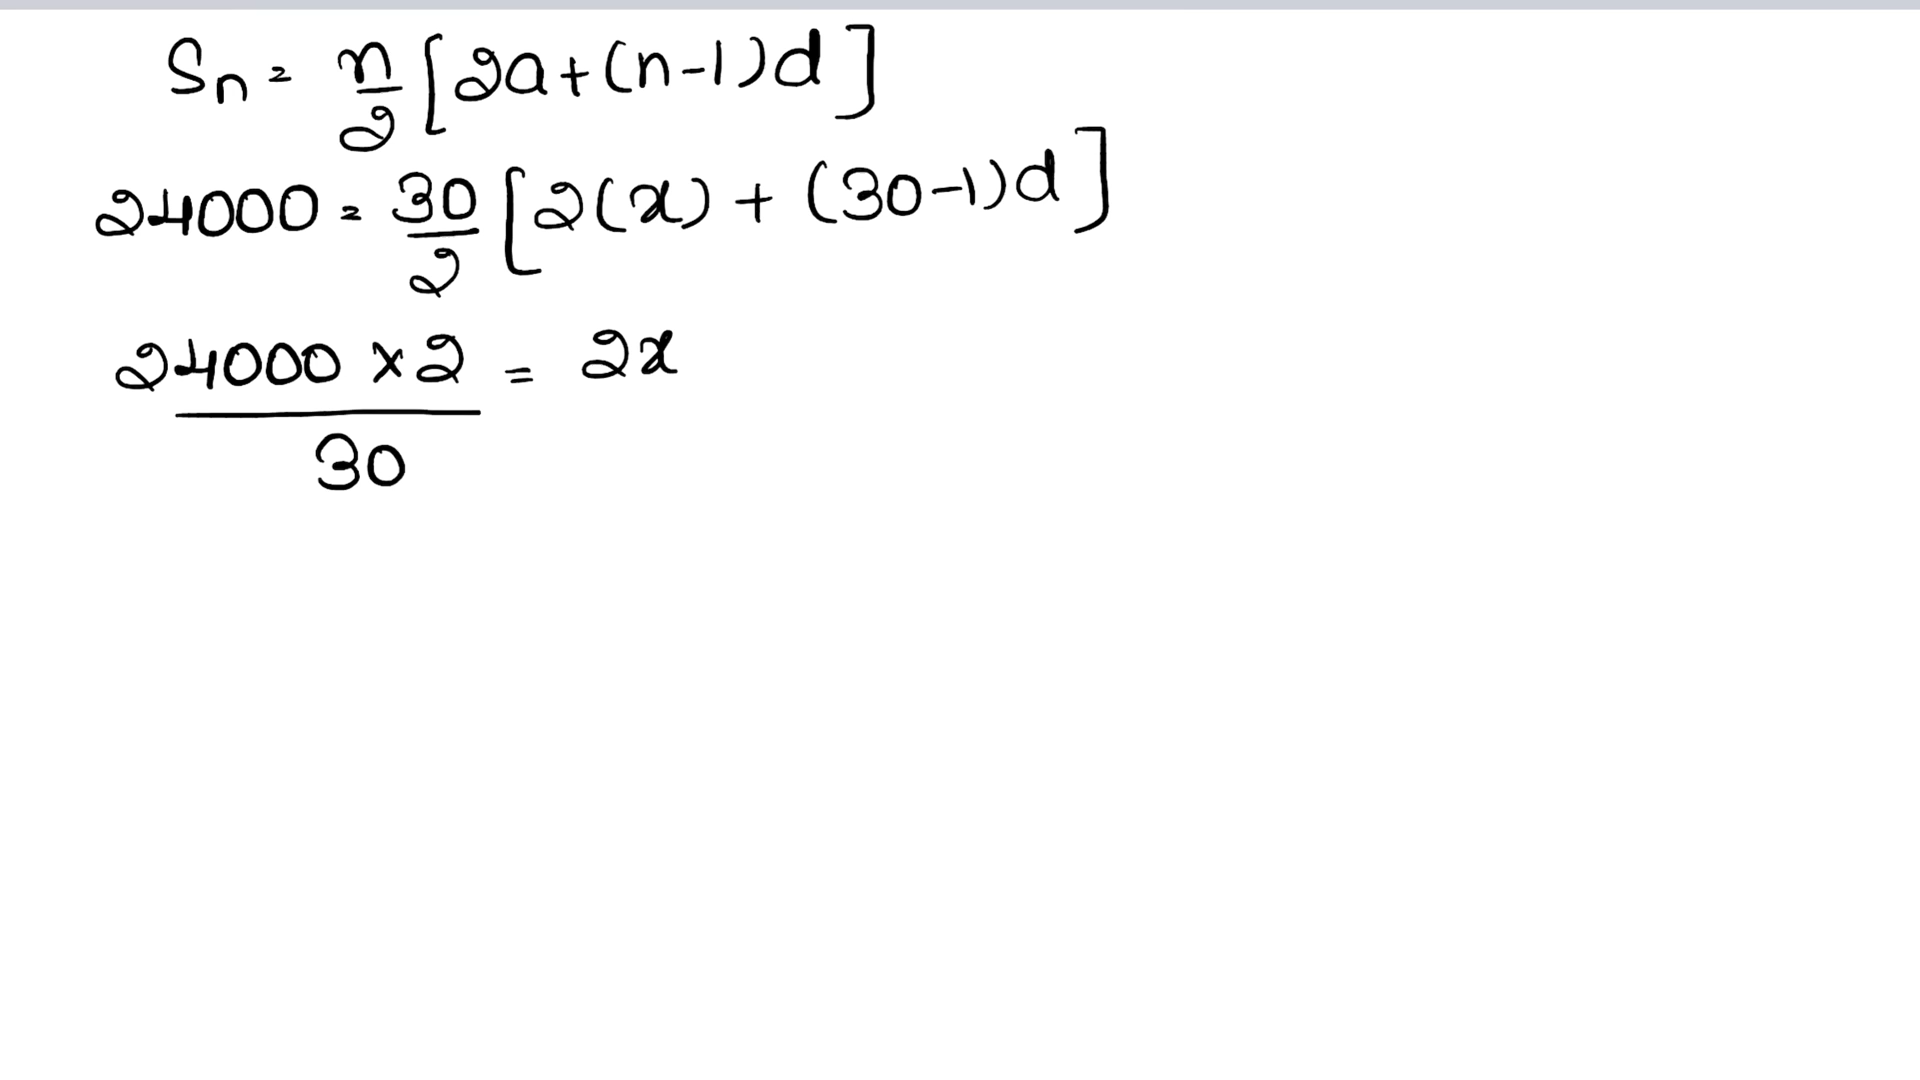 Sn = n/2 [2a+(n-1)d]
24000 = 30/2 [2(x) + (30-1)d]
24000 × 2 / 30 = 2x